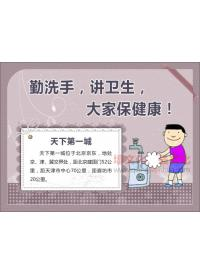 勤洗手，讲卫生，
大家保健康！
天下第一城
天下第一城位于北京京东，地处
京、津、冀交界处，距北京建国门52公
里，距天津市中心70公里，距廊坊市
20公里。